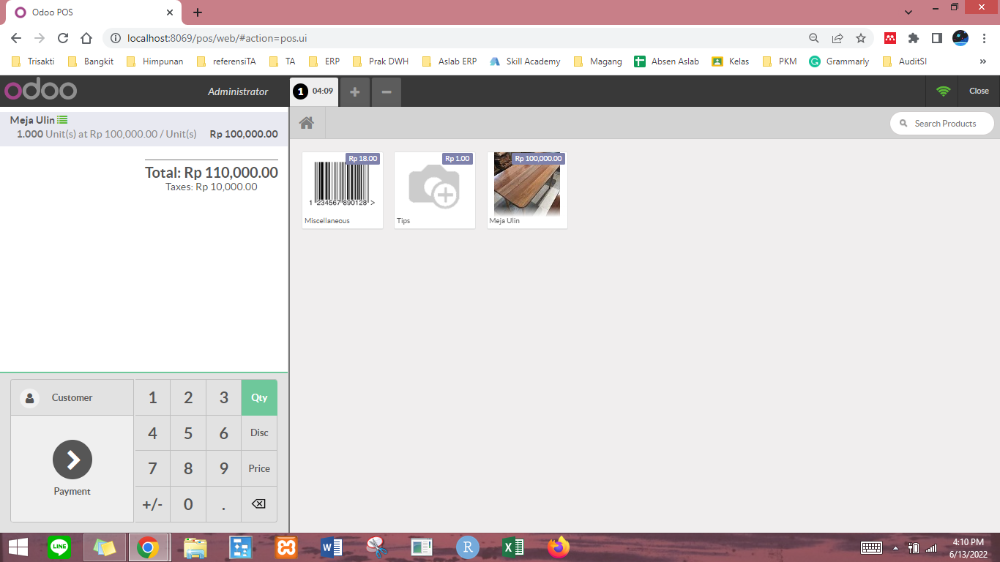 Odoo POS
localhost:8069/pos/web/#action=pos.ui
Trisakti Bangkit Himpunan referensiTA TA ERP Prak DWH Aslab ERP Skill Academy Magang Absen Aslab Kelas PKM Grammarly AuditSI »
odoo Administrator 1 04:09 + − Close
Search Products
Meja Ulin
1.000 Unit(s) at Rp 100,000.00 / Unit(s) Rp 100,000.00
Total: Rp 110,000.00
Taxes: Rp 10,000.00
Rp 18.00
1 234567 890128 >
Miscellaneous
Rp 1.00
Tips
Rp 100,000.00
Meja Ulin
Customer
Payment
1 2 3 Qty
4 5 6 Disc
7 8 9 Price
+/- 0 .
LINE
R
4:10 PM
6/13/2022